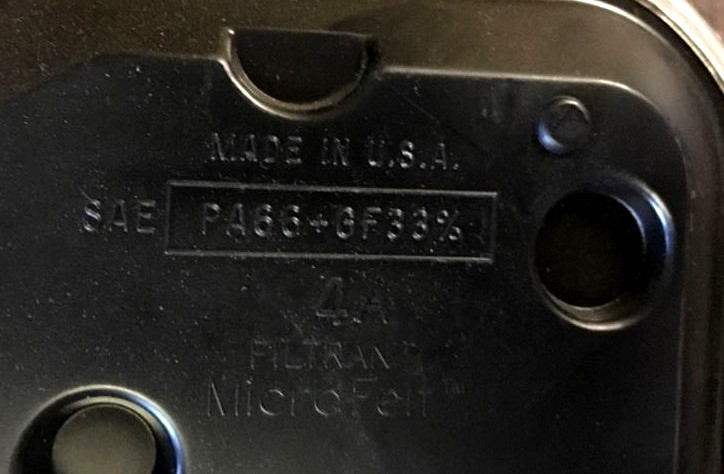 MADE IN U.S.A.
SAE PA66+GF33%
4A
FILTRAN
MicroFelt™